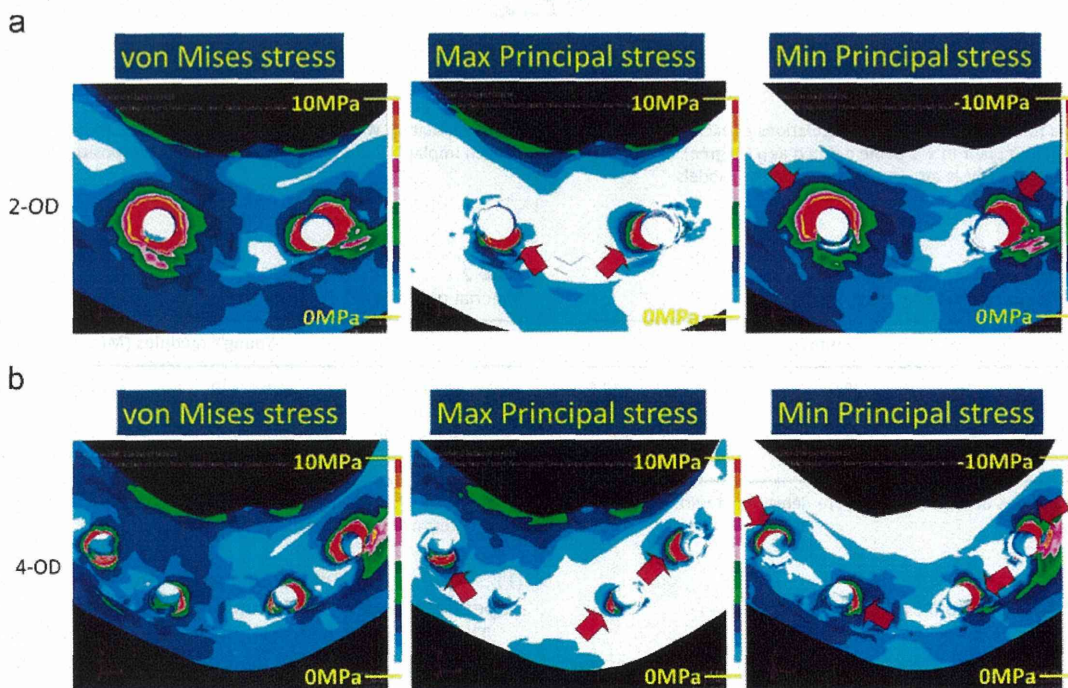 a
von Mises stress
Max Principal stress
Min Principal stress
10MPa
10MPa
-10MPa
2-OD
0MPa
0MPa
0MPa
b
von Mises stress
Max Principal stress
Min Principal stress
10MPa
10MPa
-10MPa
4-OD
0MPa
0MPa
0MPa